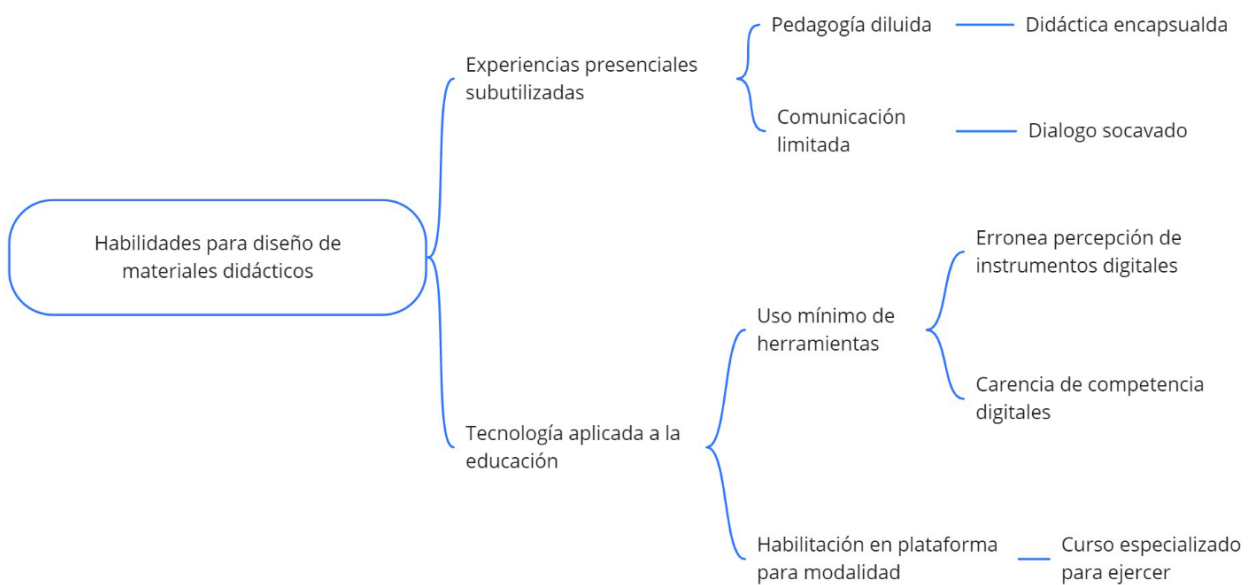 Habilidades para diseño de
materiales didácticos
Experiencias presenciales
subutilizadas
Pedagogía diluida
Didáctica encapsualda
Comunicación
limitada
Dialogo socavado
Tecnología aplicada a la
educación
Uso mínimo de
herramientas
Erronea percepción de
instrumentos digitales
Carencia de competencia
digitales
Habilitación en plataforma
para modalidad
Curso especializado
para ejercer